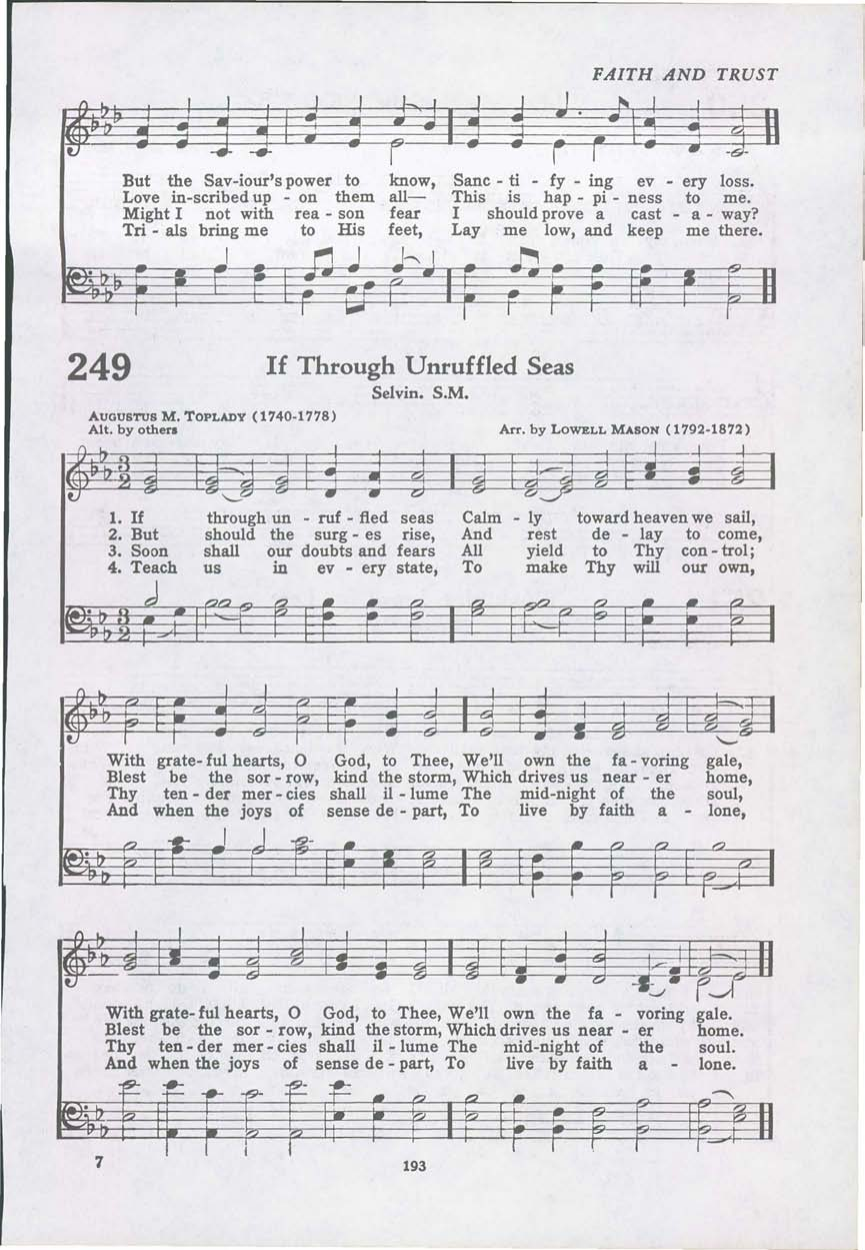 FAITH AND TRUST
But the Sav-iour's power to know, Sanc - ti - fy - ing ev - ery loss.
Love in-scribed up - on them all— This is hap - pi - ness to me.
Might I not with rea - son fear I should prove a cast - a - way?
Tri - als bring me to His feet, Lay me low, and keep me there.
249 If Through Unruffled Seas
Selvin. S.M.
AUGUSTUS M. TOPLADY (1740-1778)
Alt. by others Arr. by LOWELL MASON (1792-1872)
3 2
1. If through un - ruf - fled seas Calm - ly toward heaven we sail,
2. But should the surg - es rise, And rest de - lay to come,
3. Soon shall our doubts and fears All yield to Thy con - trol;
4. Teach us in ev - ery state, To make Thy will our own,
3 2
With grate - ful hearts, O God, to Thee, We'll own the fa - voring gale,
Blest be the sor - row, kind the storm, Which drives us near - er home,
Thy ten - der mer - cies shall il - lume The mid-night of the soul,
And when the joys of sense de - part, To live by faith a - lone,
With grate - ful hearts, O God, to Thee, We'll own the fa - voring gale.
Blest be the sor - row, kind the storm, Which drives us near - er home.
Thy ten - der mer - cies shall il - lume The mid-night of the soul.
And when the joys of sense de - part, To live by faith a - lone.
7 193